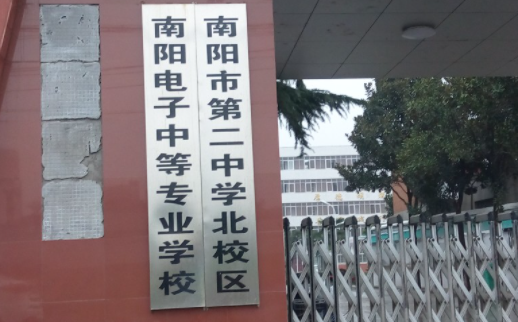 南阳市第二中学北校区
南阳电子中等专业学校